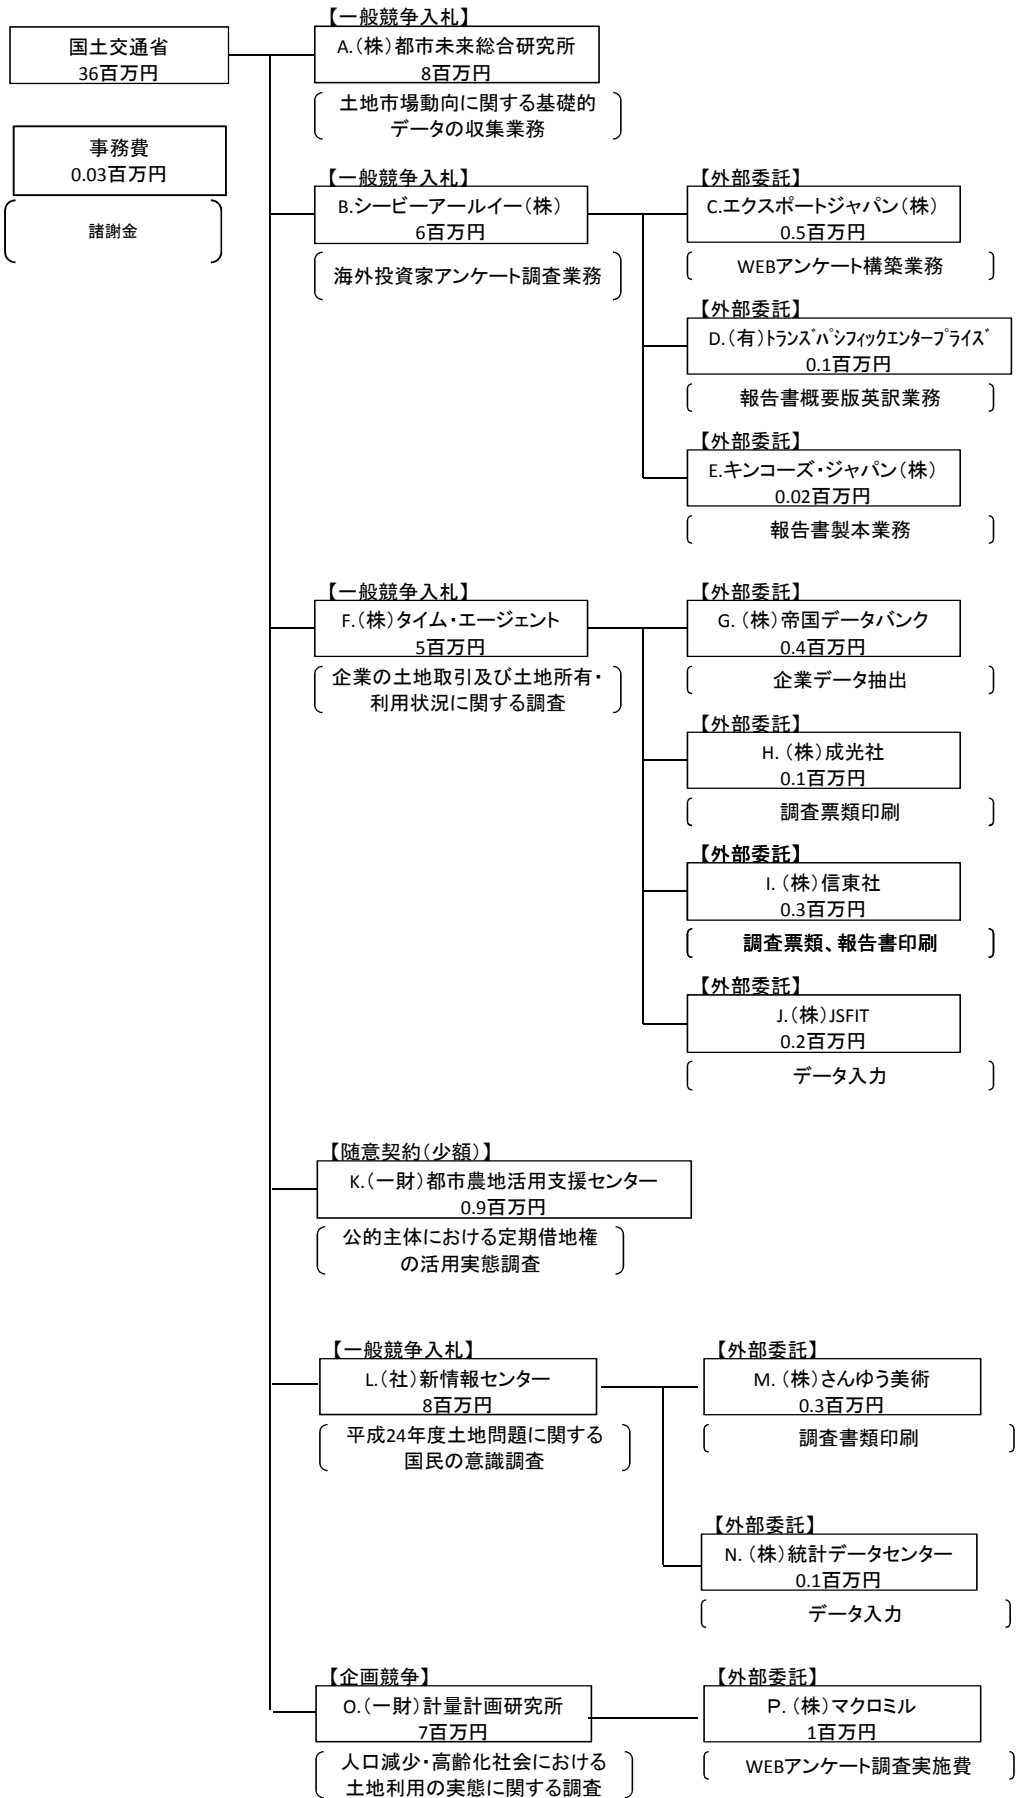 国土交通省
36百万円
事務費
0.03百万円
諸謝金
【一般競争入札】
A.(株)都市未来総合研究所
8百万円
土地市場動向に関する基礎的
データの収集業務
【一般競争入札】
B.シービーアールイー(株)
6百万円
海外投資家アンケート調査業務
【外部委託】
C.エクスポートジャパン(株)
0.5百万円
WEBアンケート構築業務
【外部委託】
D.(有)トランズパシフィックエンタープライズ
0.1百万円
報告書概要版英訳業務
【外部委託】
E.キンコーズ・ジャパン(株)
0.02百万円
報告書製本業務
【一般競争入札】
F.(株)タイム・エージェント
5百万円
企業の土地取引及び土地所有・
利用状況に関する調査
【外部委託】
G. (株)帝国データバンク
0.4百万円
企業データ抽出
【外部委託】
H. (株)成光社
0.1百万円
調査票類印刷
【外部委託】
I. (株)信東社
0.3百万円
調査票類、報告書印刷
【外部委託】
J.(株)JSFIT
0.2百万円
データ入力
【随意契約(少額)】
K.(一財)都市農地活用支援センター
0.9百万円
公的主体における定期借地権
の活用実態調査
【一般競争入札】
L.(社)新情報センター
8百万円
平成24年度土地問題に関する
国民の意識調査
【外部委託】
M. (株)さんゆう美術
0.3百万円
調査書類印刷
【外部委託】
N. (株)統計データセンター
0.1百万円
データ入力
【企画競争】
O.(一財)計量計画研究所
7百万円
人口減少・高齢化社会における
土地利用の実態に関する調査
【外部委託】
P. (株)マクロミル
1百万円
WEBアンケート調査実施費